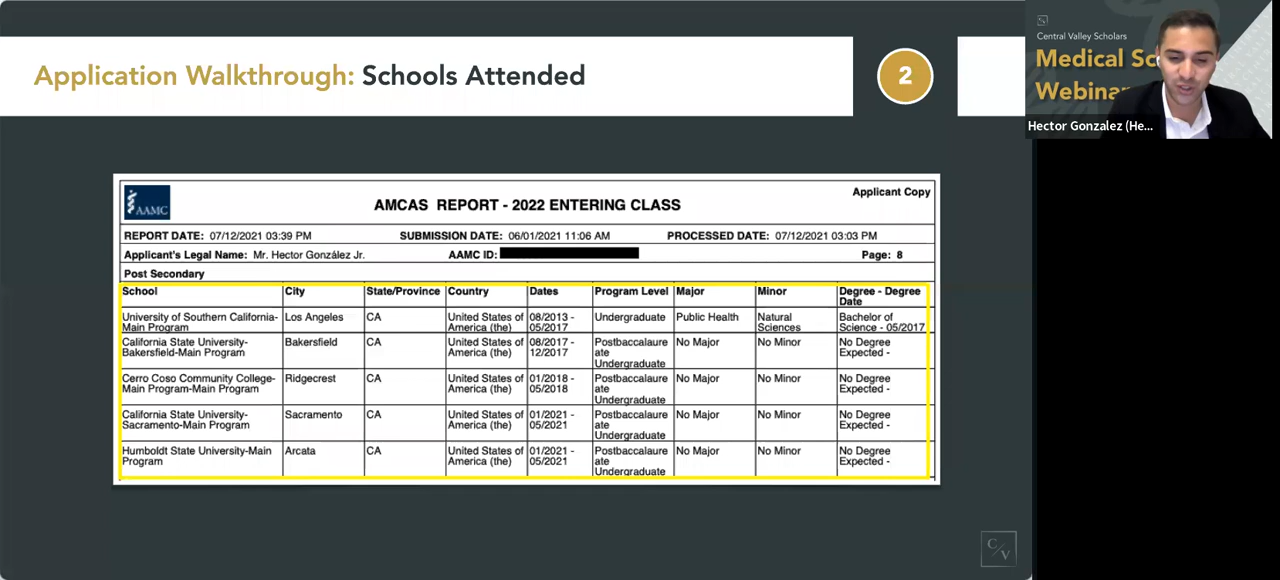 Application Walkthrough: Schools Attended
2
Central Valley Scholars
Medical Sc
Webinar
Hector Gonzalez (He...
AAMC
AMCAS REPORT - 2022 ENTERING CLASS
Applicant Copy
REPORT DATE: 07/12/2021 03:39 PM SUBMISSION DATE: 06/01/2021 11:06 AM PROCESSED DATE: 07/12/2021 03:03 PM
Applicant's Legal Name: Mr. Hector González Jr. AAMC ID: Page: 8
Post Secondary
School City State/Province Country Dates Program Level Major Minor Degree - Degree
Date
University of Southern California- Los Angeles CA United States of 08/2013 - Undergraduate Public Health Natural Bachelor of
Main Program America (the) 05/2017 Sciences Science - 05/2017
California State University- Bakersfield CA United States of 08/2017 - Postbaccalaure No Major No Minor No Degree
Bakersfield-Main Program America (the) 12/2017 ate Expected -
Undergraduate
Cerro Coso Community College- Ridgecrest CA United States of 01/2018 - Postbaccalaure No Major No Minor No Degree
Main Program-Main Program America (the) 05/2018 ate Expected -
Undergraduate
California State University- Sacramento CA United States of 01/2021 - Postbaccalaure No Major No Minor No Degree
Sacramento-Main Program America (the) 05/2021 ate Expected -
Undergraduate
Humboldt State University-Main Arcata CA United States of 01/2021 - Postbaccalaure No Major No Minor No Degree
Program America (the) 05/2021 ate Expected -
Undergraduate
C/V